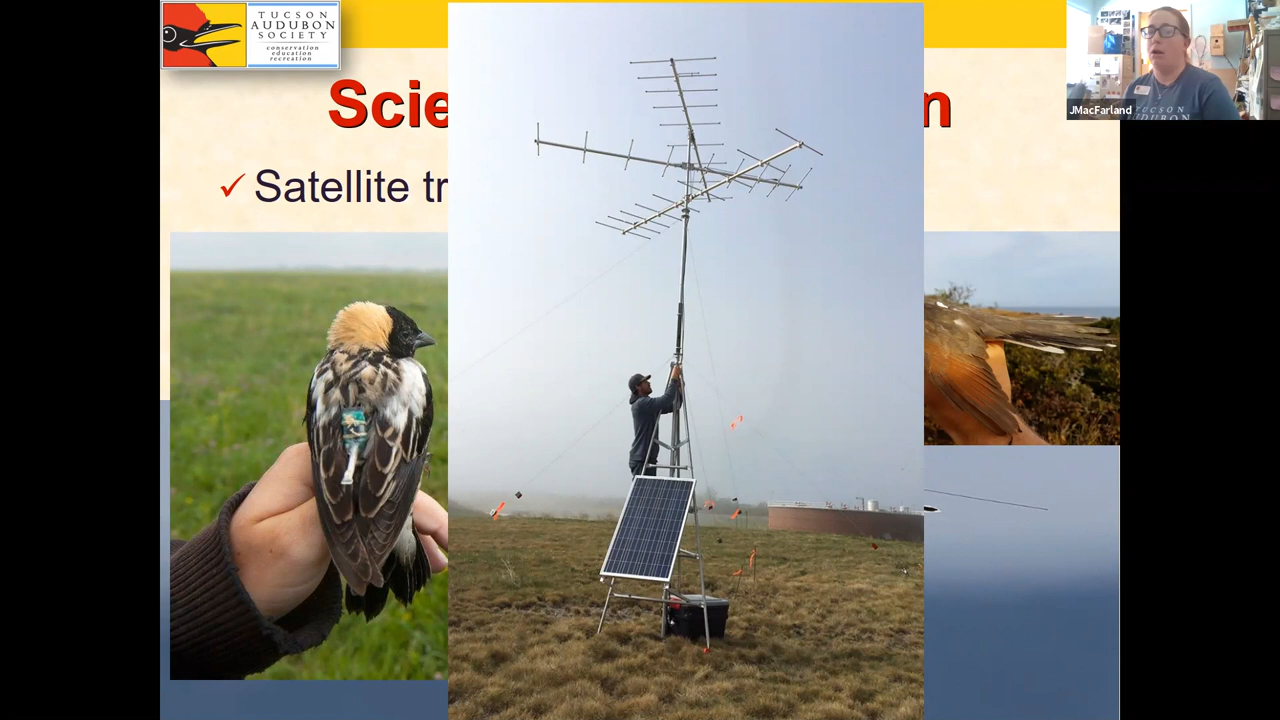 TUCSON
AUDUBON
SOCIETY
conservation
education
recreation
Scie n
Satellite tr
JMacFarland
TUCSON
AUDUBON